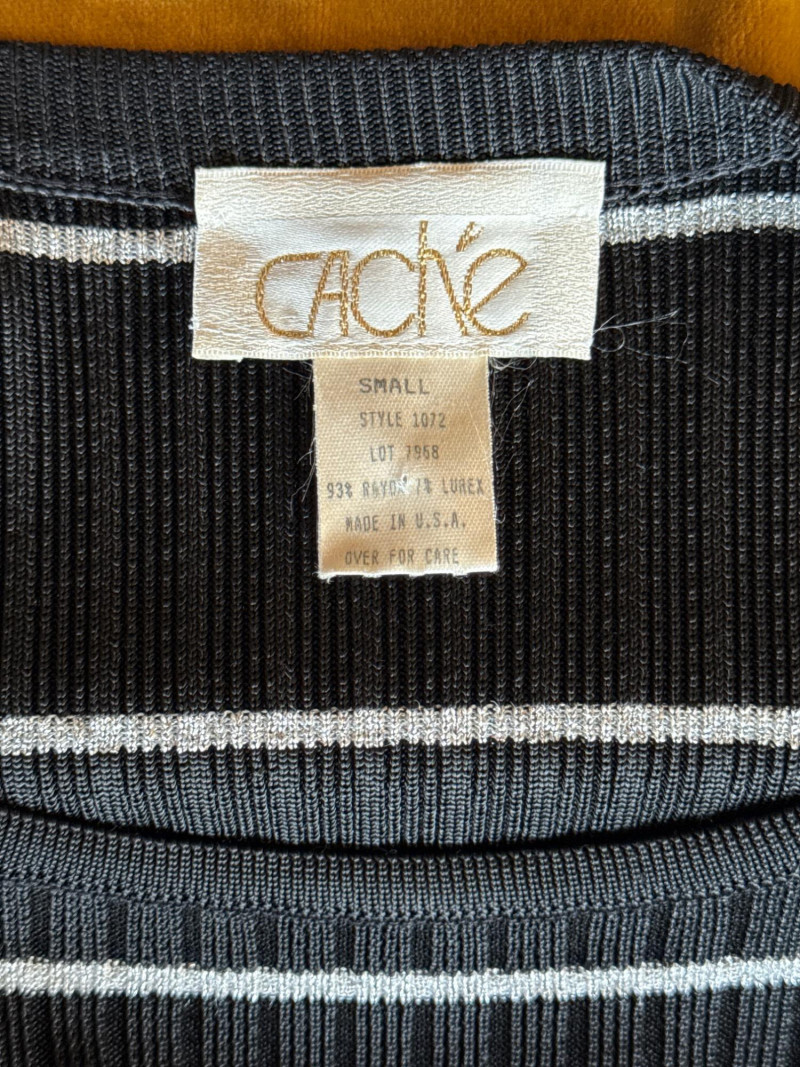 Caché
SMALL
STYLE 1072
LOT 7968
93% RAYON 7% LUREX
MADE IN U.S.A.
OVER FOR CARE